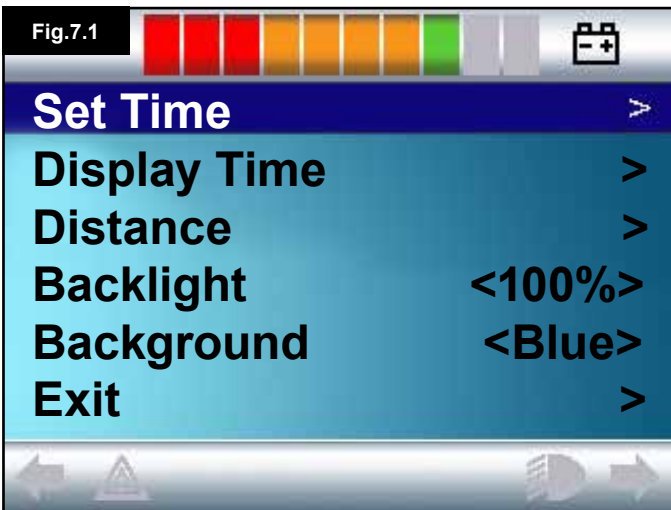 Fig.7.1
Set Time >
Display Time >
Distance >
Backlight <100%>
Background <Blue>
Exit >